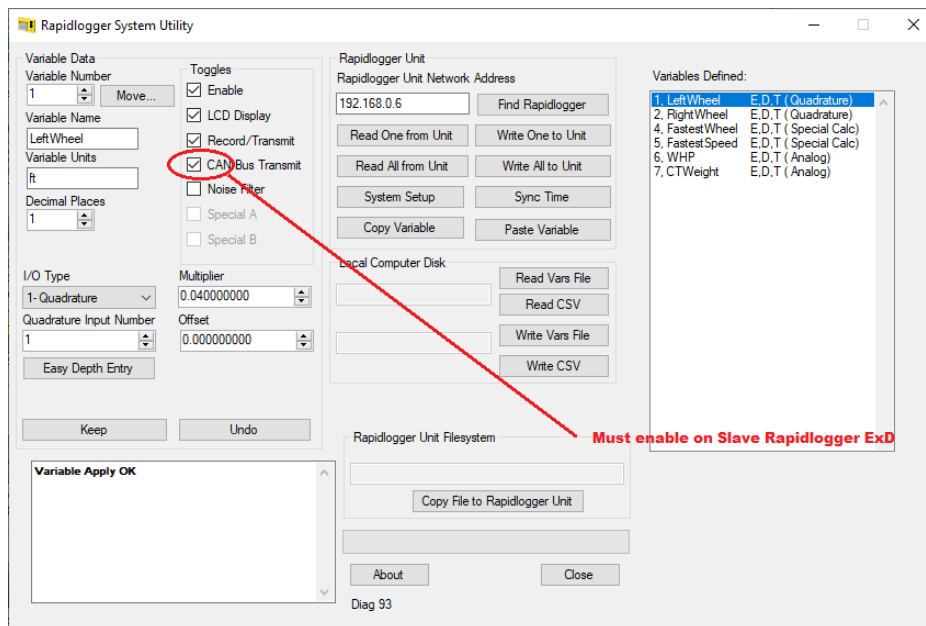 Rapidlogger System Utility
Variable Data
Variable Number
1
Move...
Variable Name
LeftWheel
Variable Units
ft
Decimal Places
1
Toggles
Enable
LCD Display
Record/Transmit
CAN Bus Transmit
Noise Filter
Special A
Special B
I/O Type
1- Quadrature
Quadrature Input Number
1
Easy Depth Entry
Multiplier
0.040000000
Offset
0.000000000
Keep
Undo
Variable Apply OK
Rapidlogger Unit
Rapidlogger Unit Network Address
192.168.0.6
Find Rapidlogger
Read One from Unit
Write One to Unit
Read All from Unit
Write All to Unit
System Setup
Sync Time
Copy Variable
Paste Variable
Local Computer Disk
Read Vars File
Read CSV
Write Vars File
Write CSV
Rapidlogger Unit Filesystem
Copy File to Rapidlogger Unit
About
Close
Diag 93
Variables Defined:
1, LeftWheel E,D,T ( Quadrature)
2, RightWheel E,D,T ( Quadrature)
4, FastestWheel E,D,T ( Special Calc)
5, FastestSpeed E,D,T ( Special Calc)
6, WHP E,D,T ( Analog)
7, CTWeight E,D,T ( Analog)
Must enable on Slave Rapidlogger ExD